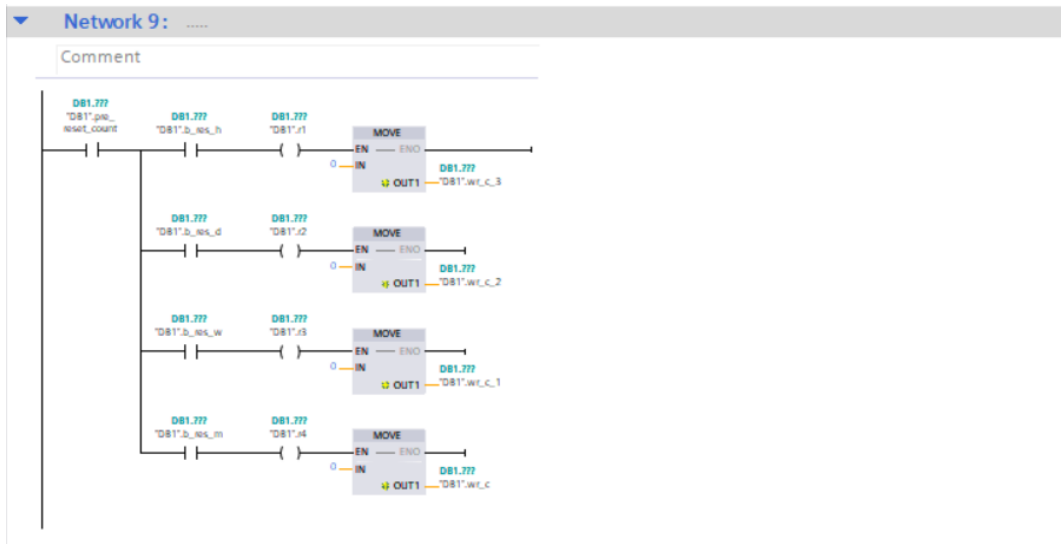 Network 9: .....
Comment
DB1.???
"DB1".pre_
reset_count
DB1.???
"DB1".b_res_h
DB1.???
"DB1".r1
MOVE
EN ENO
0 IN
OUT1
DB1.???
"DB1".wr_c_3
DB1.???
"DB1".b_res_d
DB1.???
"DB1".r2
MOVE
EN ENO
0 IN
OUT1
DB1.???
"DB1".wr_c_2
DB1.???
"DB1".b_res_w
DB1.???
"DB1".r3
MOVE
EN ENO
0 IN
OUT1
DB1.???
"DB1".wr_c_1
DB1.???
"DB1".b_res_m
DB1.???
"DB1".r4
MOVE
EN ENO
0 IN
OUT1
DB1.???
"DB1".wr_c